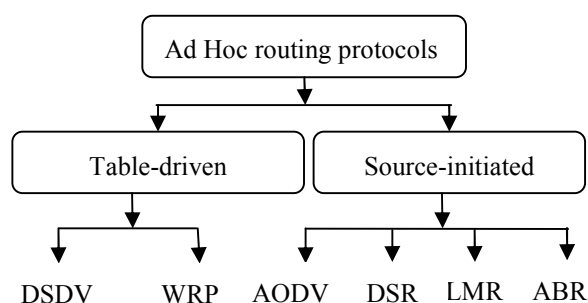 Ad Hoc routing protocols
Table-driven Source-initiated
DSDV WRP AODV DSR LMR ABR